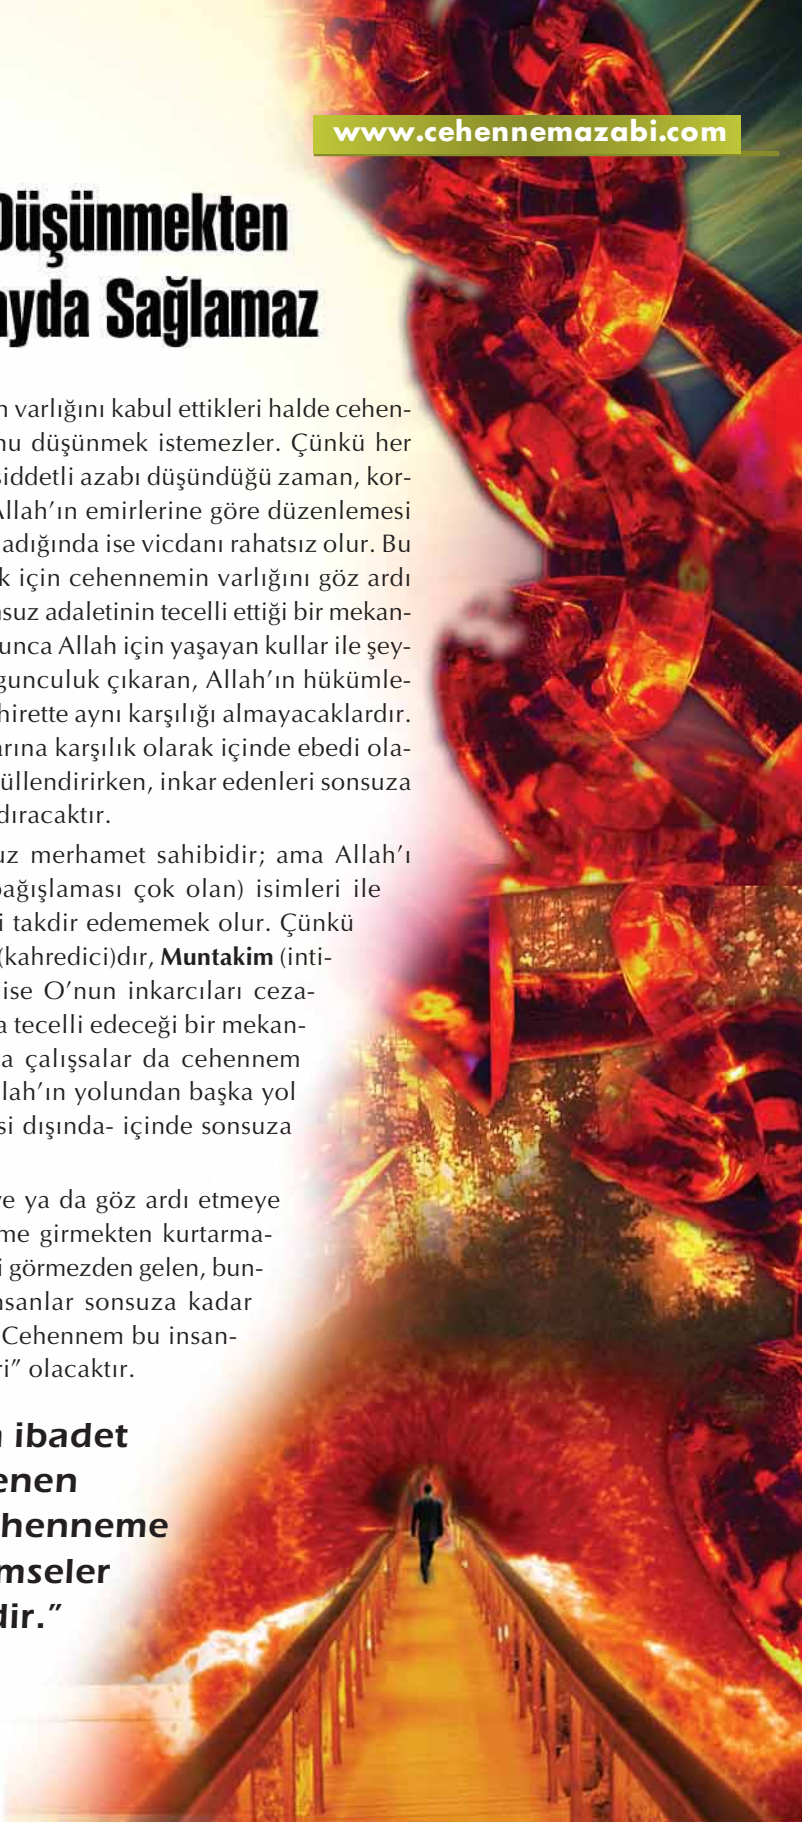 www.cehennemazabi.com
Düşünmekten
ayda Sağlamaz
n varlığını kabul ettikleri halde cehen-
nu düşünmek istemezler. Çünkü her
şiddetli azabı düşündüğü zaman, kor-
Allah’ın emirlerine göre düzenlemesi
adığında ise vicdanı rahatsız olur. Bu
k için cehennemin varlığını göz ardı
nsuz adaletinin tecelli ettiği bir mekan-
unca Allah için yaşayan kullar ile şey-
gunculuk çıkaran, Allah’ın hükümle-
hirette aynı karşılığı almayacaklardır.
arına karşılık olarak içinde ebedi ola-
üllendirirken, inkar edenleri sonsuza
dıracaktır.
uz merhamet sahibidir; ama Allah’ı
bağışlaması çok olan) isimleri ile
i takdir edememek olur. Çünkü
(kahredici)dır, Muntakim (inti-
ise O’nun inkarcıları ceza-
a tecelli edeceği bir mekan-
a çalışsalar da cehennem
llah’ın yolundan başka yol
si dışında- içinde sonsuza
ye ya da göz ardı etmeye
me girmekten kurtarma-
i görmezden gelen, bun-
nsanlar sonsuza kadar
Cehennem bu insan-
ri” olacaktır.
a ibadet
enen
ehenneme
mseler
dir.”